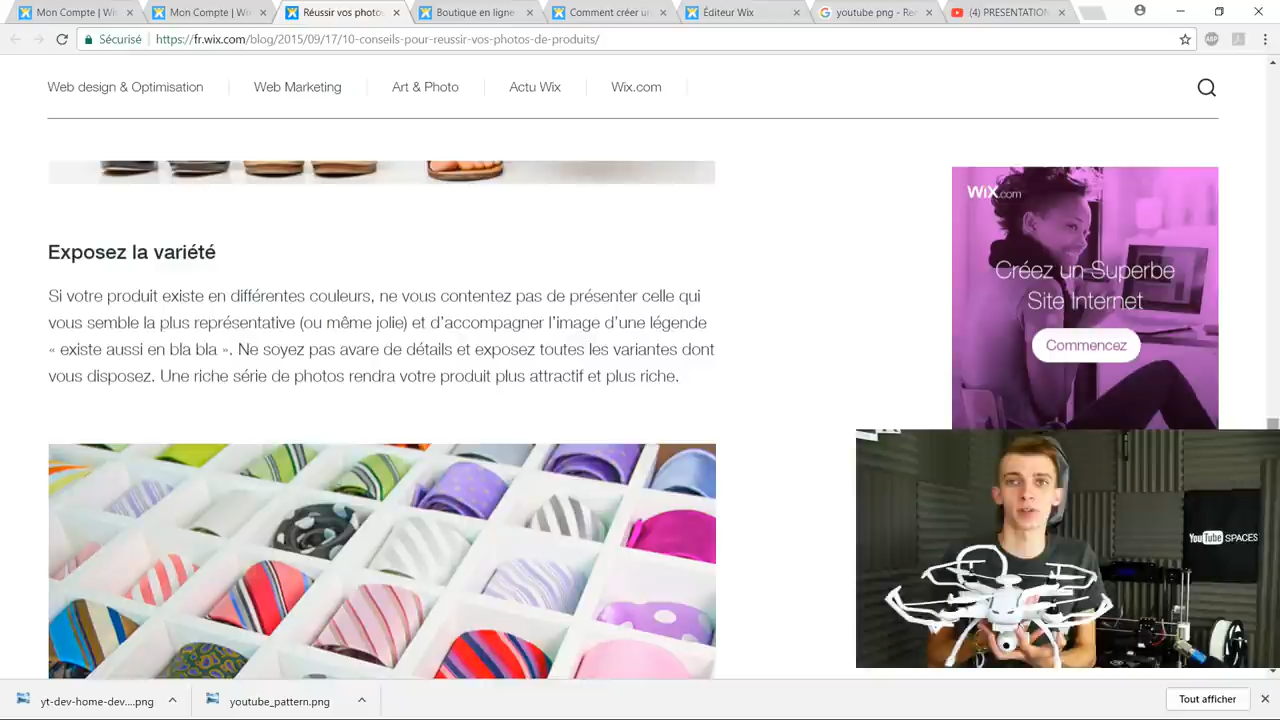 Mon Compte | Wi
Mon Compte | Wi
Réussir vos photos
Boutique en ligne
Comment créer un
Éditeur Wix
youtube png - Re
(4) PRESENTATION
Sécurisé
https://fr.wix.com/blog/2015/09/17/10-conseils-pour-reussir-vos-photos-de-produits/
ABP
Web design & Optimisation
Web Marketing
Art & Photo
Actu Wix
Wix.com
WiX.com
Créez un Superbe
Site Internet
Commencez
Exposez la variété
Si votre produit existe en différentes couleurs, ne vous contentez pas de présenter celle qui
vous semble la plus représentative (ou même jolie) et d'accompagner l'image d'une légende
« existe aussi en bla bla ». Ne soyez pas avare de détails et exposez toutes les variantes dont
vous disposez. Une riche série de photos rendra votre produit plus attractif et plus riche.
YouTube SPACES
yt-dev-home-dev....png
youtube_pattern.png
Tout afficher